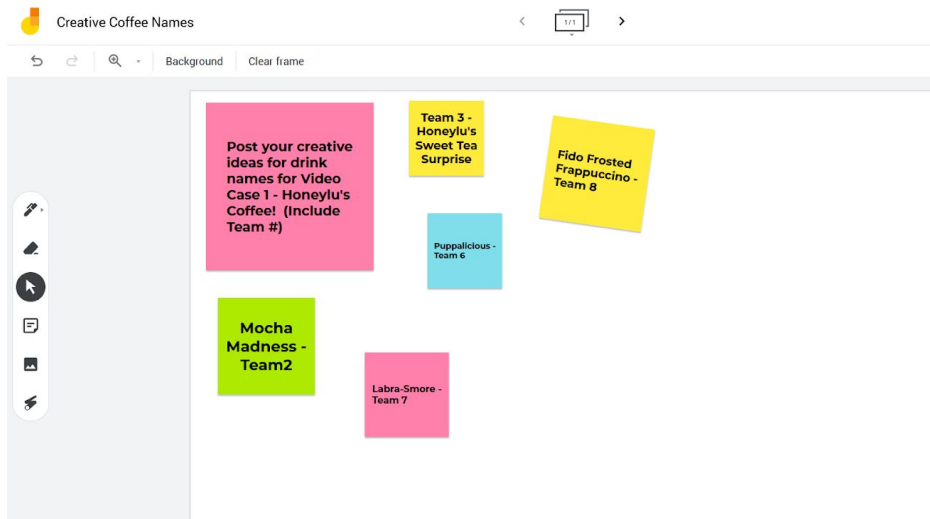 Creative Coffee Names
1/1
Background
Clear frame
Post your creative
ideas for drink
names for Video
Case 1 - Honeylu's
Coffee! (Include
Team #)
Team 3 -
Honeylu's
Sweet Tea
Surprise
Fido Frosted
Frappuccino -
Team 8
Puppalicious -
Team 6
Mocha
Madness -
Team2
Labra-Smore -
Team 7